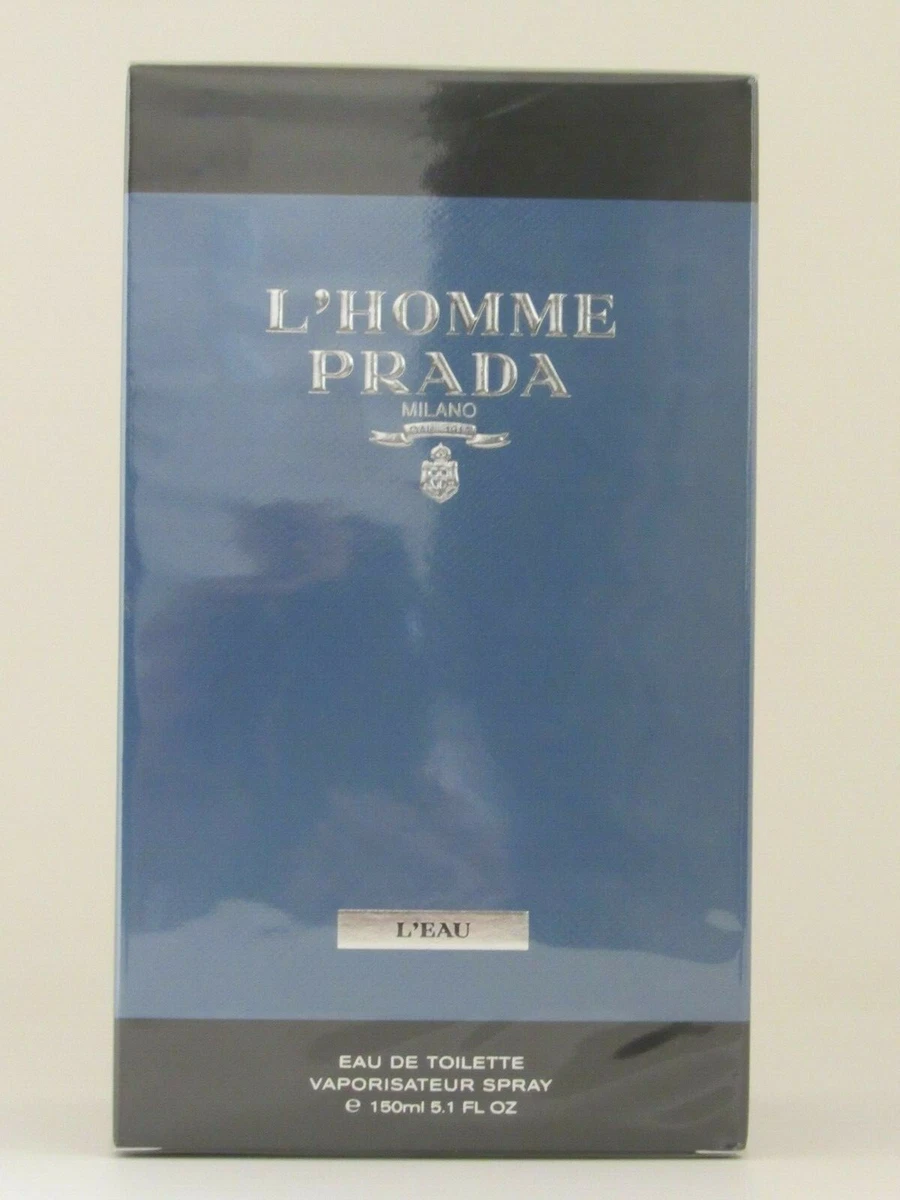 L'HOMME
PRADA
MILANO
L'EAU
EAU DE TOILETTE
VAPORISATEUR SPRAY
e 150ml 5.1 FL OZ